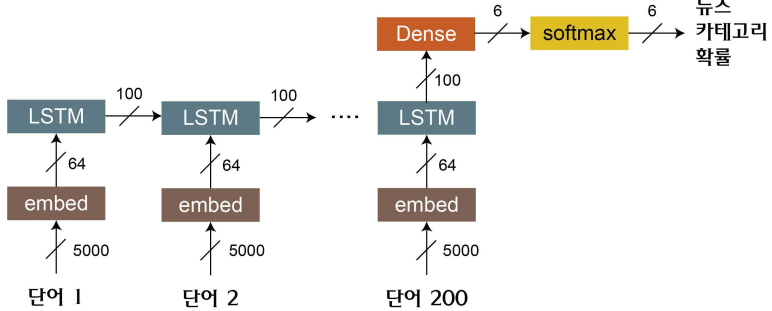 뉴스
카테고리
확률
Dense 6 softmax 6
100
LSTM 100 LSTM 100 .... LSTM
64 64 64
embed embed embed
5000 5000 5000
단어 1 단어 2 단어 200